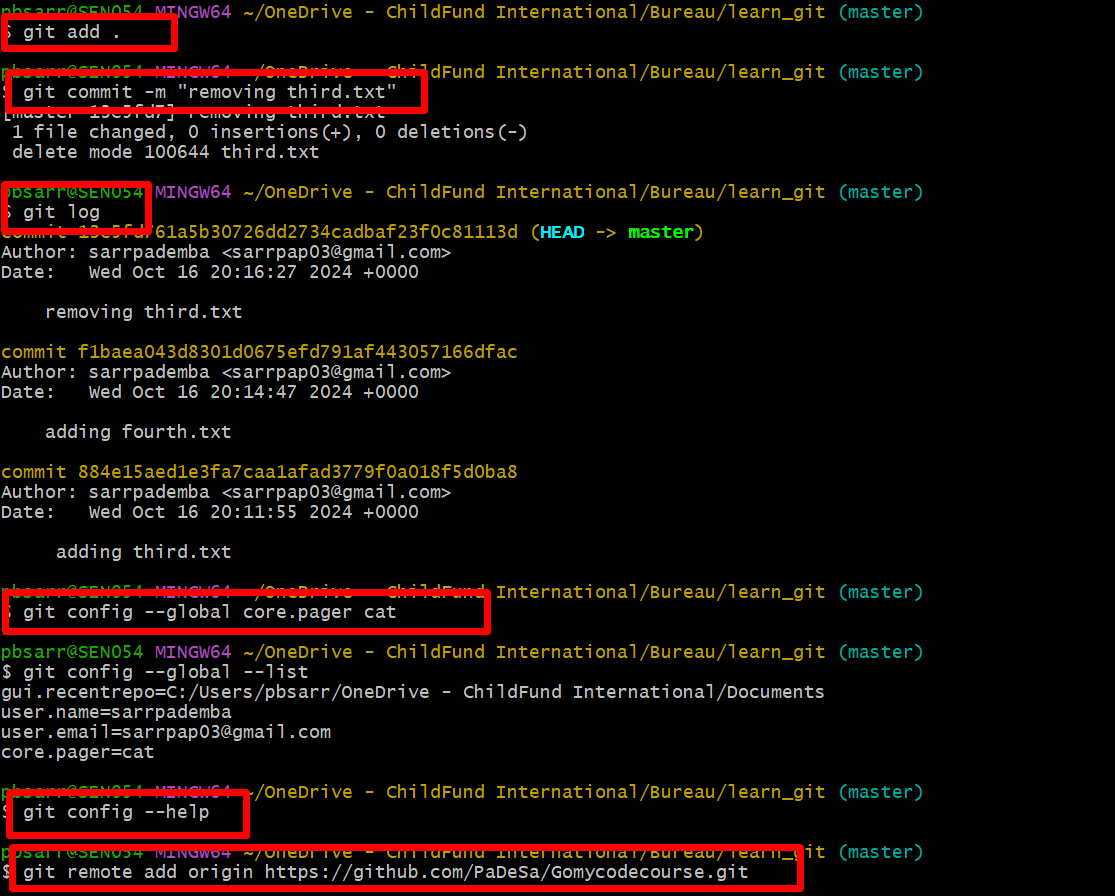 pbsarr@SEN054 MINGW64 ~/OneDrive - ChildFund International/Bureau/learn_git (master)
$ git add .
pbsarr@SEN054 MINGW64 ~/OneDrive - ChildFund International/Bureau/learn_git (master)
$ git commit -m "removing third.txt"
[master 13c5fd7] removing third.txt
1 file changed, 0 insertions(+), 0 deletions(-)
delete mode 100644 third.txt
pbsarr@SEN054 MINGW64 ~/OneDrive - ChildFund International/Bureau/learn_git (master)
$ git log
commit 13c5fd761a5b30726dd2734cadbaf23f0c81113d (HEAD -> master)
Author: sarrpademba <sarrpap03@gmail.com>
Date:   Wed Oct 16 20:16:27 2024 +0000
removing third.txt
commit f1baea043d8301d0675efd791af443057166dfac
Author: sarrpademba <sarrpap03@gmail.com>
Date:   Wed Oct 16 20:14:47 2024 +0000
adding fourth.txt
commit 884e15aed1e3fa7caa1afad3779f0a018f5d0ba8
Author: sarrpademba <sarrpap03@gmail.com>
Date:   Wed Oct 16 20:11:55 2024 +0000
adding third.txt
pbsarr@SEN054 MINGW64 ~/OneDrive - ChildFund International/Bureau/learn_git (master)
$ git config --global core.pager cat
pbsarr@SEN054 MINGW64 ~/OneDrive - ChildFund International/Bureau/learn_git (master)
$ git config --global --list
gui.recentrepo=C:/Users/pbsarr/OneDrive - ChildFund International/Documents
user.name=sarrpademba
user.email=sarrpap03@gmail.com
core.pager=cat
pbsarr@SEN054 MINGW64 ~/OneDrive - ChildFund International/Bureau/learn_git (master)
$ git config --help
pbsarr@SEN054 MINGW64 ~/OneDrive - ChildFund International/Bureau/learn_git (master)
$ git remote add origin https://github.com/PaDeSa/Gomycodecourse.git